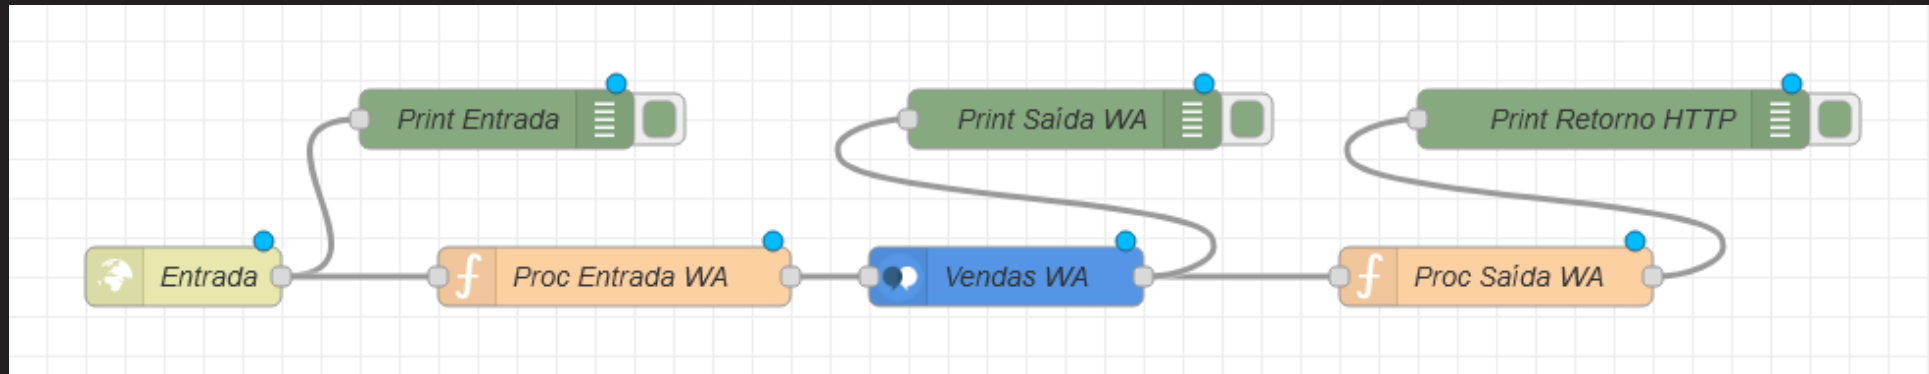 Print Entrada
Print Saída WA
Print Retorno HTTP
Entrada
Proc Entrada WA
Vendas WA
Proc Saída WA